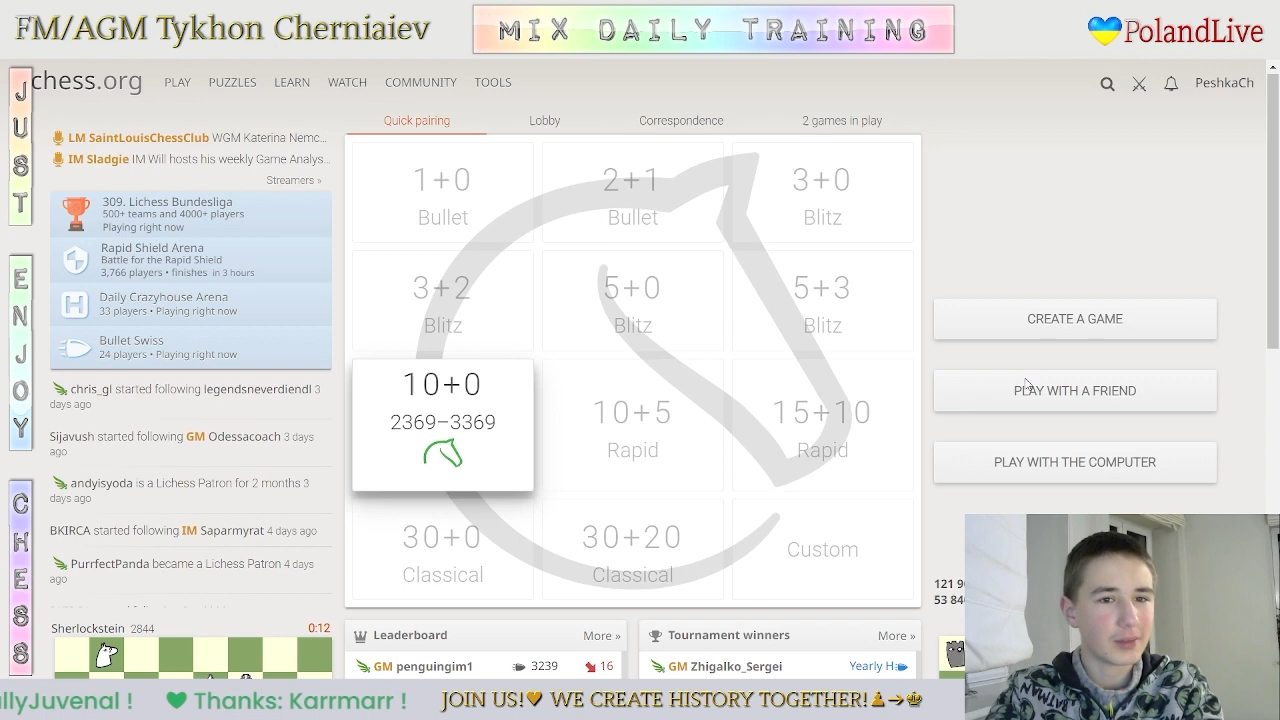 FM/AGM Tykhon Cherniaiev
MIX DAILY TRAINING
PolandLive
JUST
ENJOY
CHESS
chess.org
PLAY
PUZZLES
LEARN
WATCH
COMMUNITY
TOOLS
PeshkaCh
LM SaintLouisChessClub WGM Katerina Nemc...
IM Sladgie IM Will hosts his weekly Game Analys...
Streamers »
309. Lichess Bundesliga
500+ teams and 4000+ players
Playing right now
Rapid Shield Arena
Battle for the Rapid Shield
3,766 players • finishes in 3 hours
Daily Crazyhouse Arena
33 players • Playing right now
Bullet Swiss
24 players • Playing right now
chris_gl started following legendsneverdiendl 3
days ago
Sijavush started following GM Odessacoach 3 days
ago
andyisyoda is a Lichess Patron for 2 months 3
days ago
BKIRCA started following IM Saparmyrat 4 days ago
PurrfectPanda became a Lichess Patron 4 days
ago
Sherlockstein 2844
0:12
Quick pairing
Lobby
Correspondence
2 games in play
1+0
Bullet
2+1
Bullet
3+0
Blitz
3+2
Blitz
5+0
Blitz
5+3
Blitz
10+0
2369–3369
10+5
Rapid
15+10
Rapid
30+0
Classical
30+20
Classical
Custom
CREATE A GAME
PLAY WITH A FRIEND
PLAY WITH THE COMPUTER
Leaderboard
More »
GM penguingim1
3239
16
Tournament winners
More »
GM Zhigalko_Sergei
Yearly H
BATMAN
llyJuvenal !
Thanks: Karrmarr !
JOIN US! WE CREATE HISTORY TOGETHER!